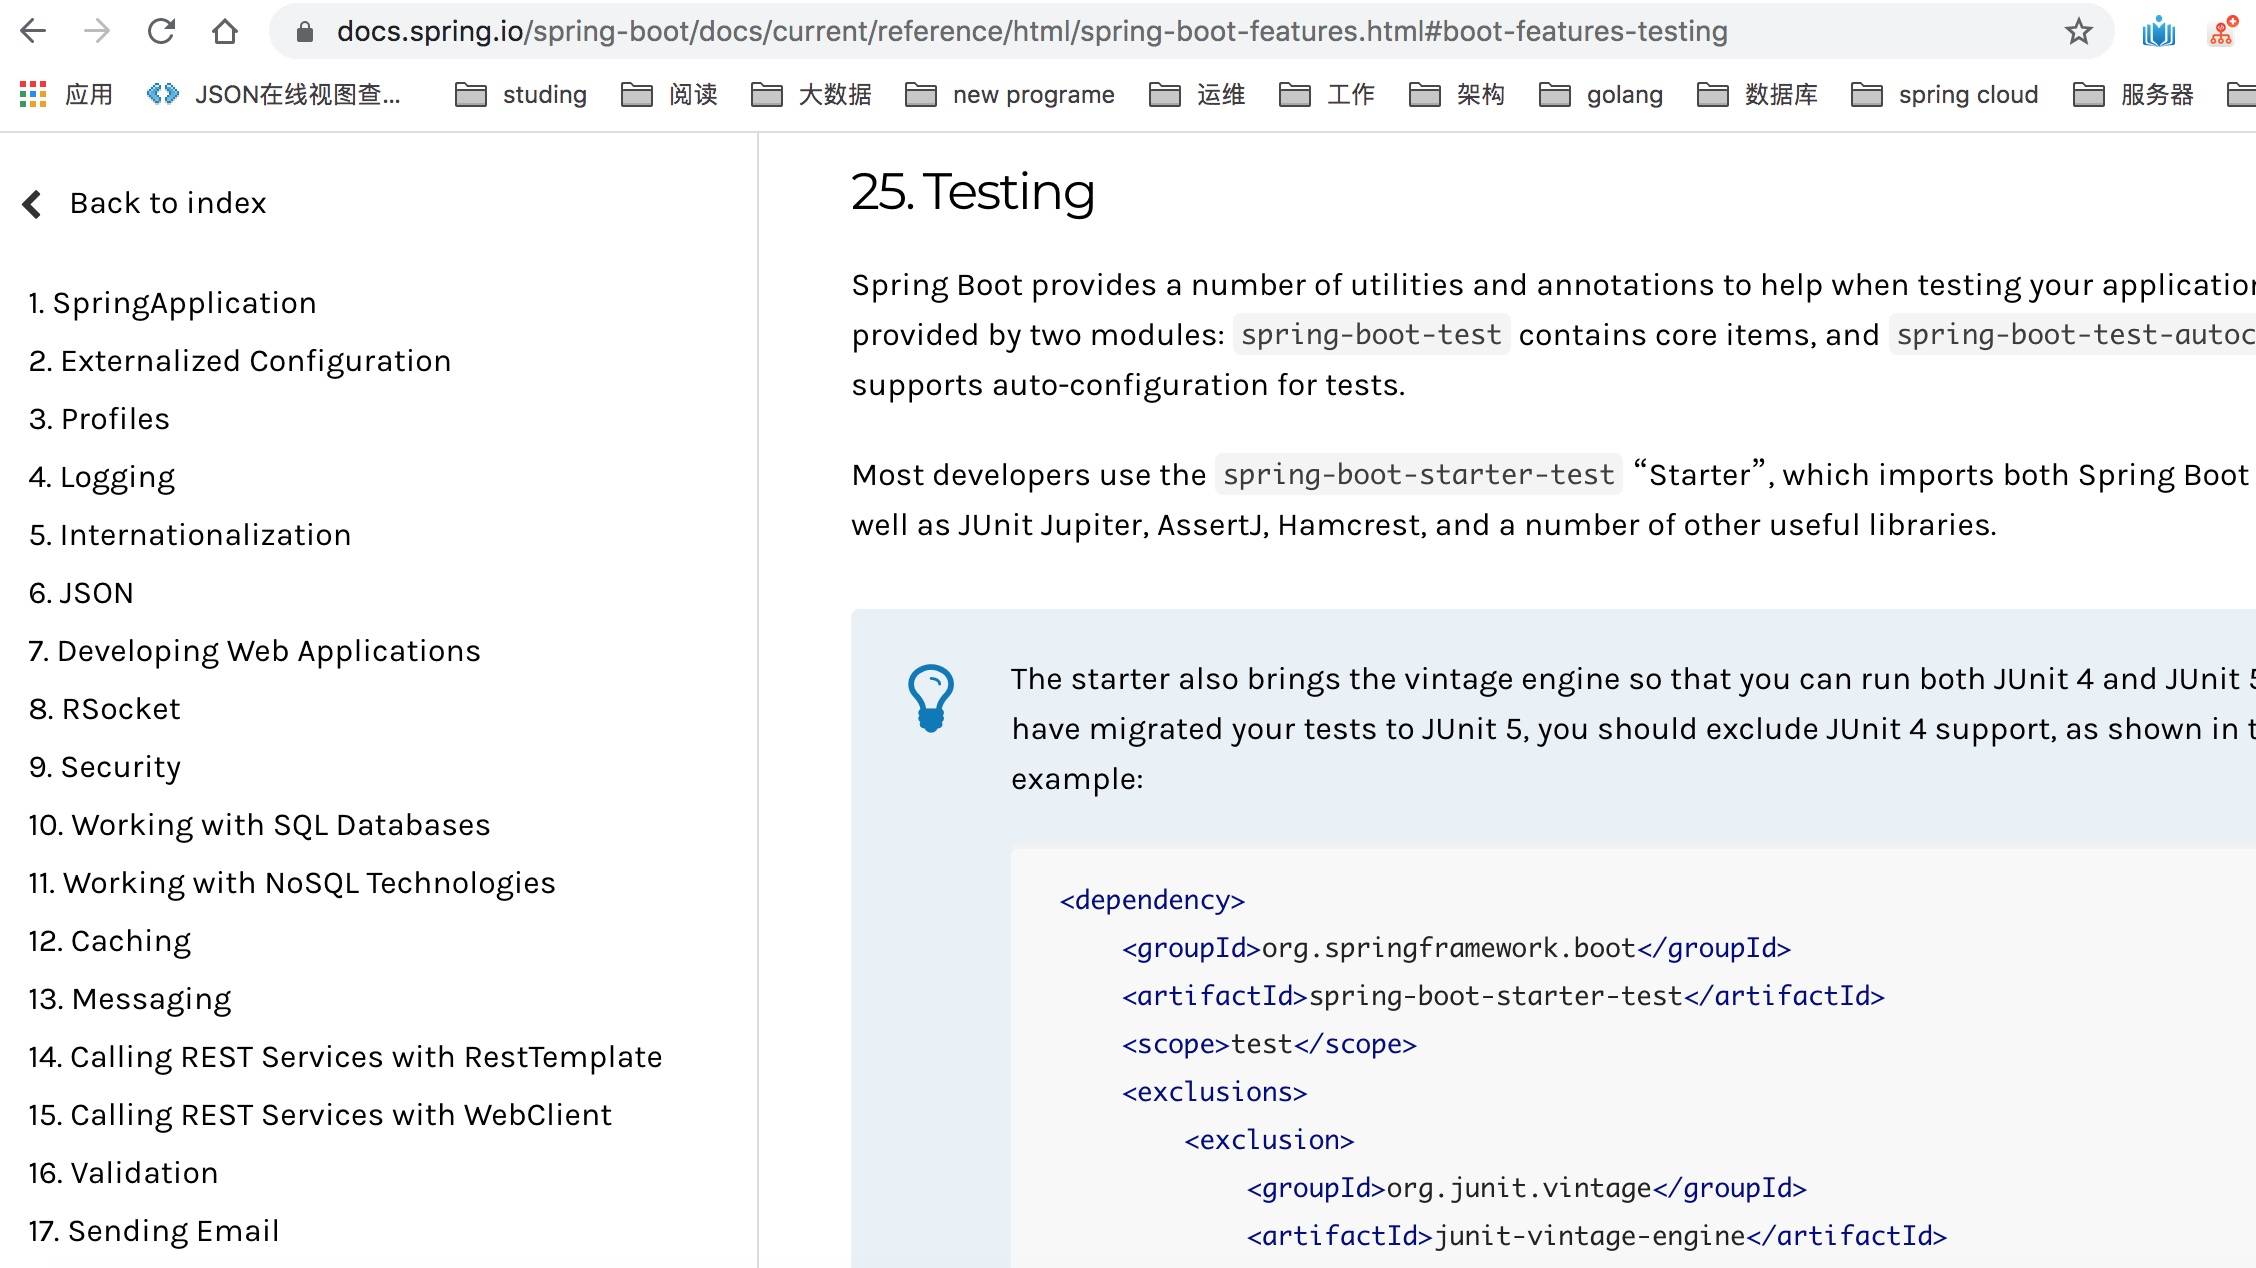 docs.spring.io/spring-boot/docs/current/reference/html/spring-boot-features.html#boot-features-testing
应用 JSON在线视图查... studing 阅读 大数据 new programe 运维 工作 架构 golang 数据库 spring cloud 服务器
Back to index
1. SpringApplication
2. Externalized Configuration
3. Profiles
4. Logging
5. Internationalization
6. JSON
7. Developing Web Applications
8. RSocket
9. Security
10. Working with SQL Databases
11. Working with NoSQL Technologies
12. Caching
13. Messaging
14. Calling REST Services with RestTemplate
15. Calling REST Services with WebClient
16. Validation
17. Sending Email
25. Testing
Spring Boot provides a number of utilities and annotations to help when testing your application
provided by two modules: spring-boot-test contains core items, and spring-boot-test-autoc
supports auto-configuration for tests.
Most developers use the spring-boot-starter-test “Starter”, which imports both Spring Boot
well as JUnit Jupiter, AssertJ, Hamcrest, and a number of other useful libraries.
The starter also brings the vintage engine so that you can run both JUnit 4 and JUnit 5
have migrated your tests to JUnit 5, you should exclude JUnit 4 support, as shown in t
example:
<dependency>
<groupId>org.springframework.boot</groupId>
<artifactId>spring-boot-starter-test</artifactId>
<scope>test</scope>
<exclusions>
<exclusion>
<groupId>org.junit.vintage</groupId>
<artifactId>junit-vintage-engine</artifactId>